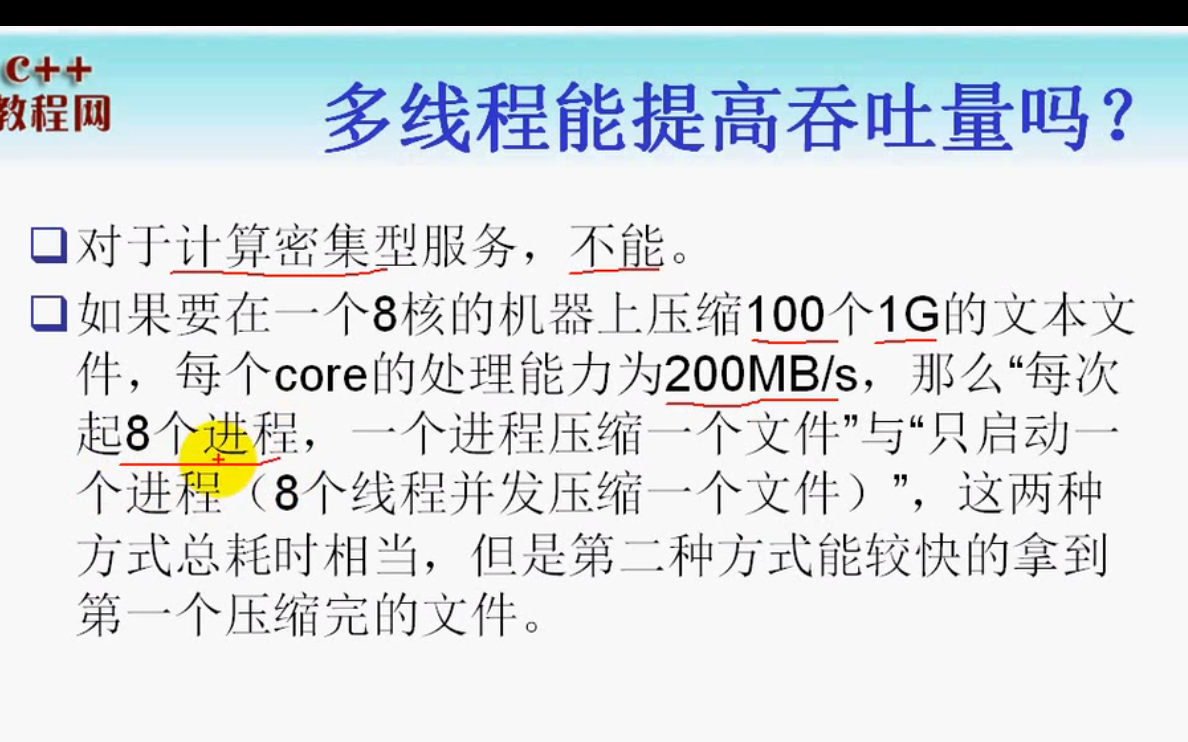 c++
教程网
多线程能提高吞吐量吗？
对于计算密集型服务，不能。
如果要在一个8核的机器上压缩100个1G的文本文
件，每个core的处理能力为200MB/s，那么“每次
起8个进程，一个进程压缩一个文件”与“只启动一
个进程（8个线程并发压缩一个文件）”，这两种
方式总耗时相当，但是第二种方式能较快的拿到
第一个压缩完的文件。